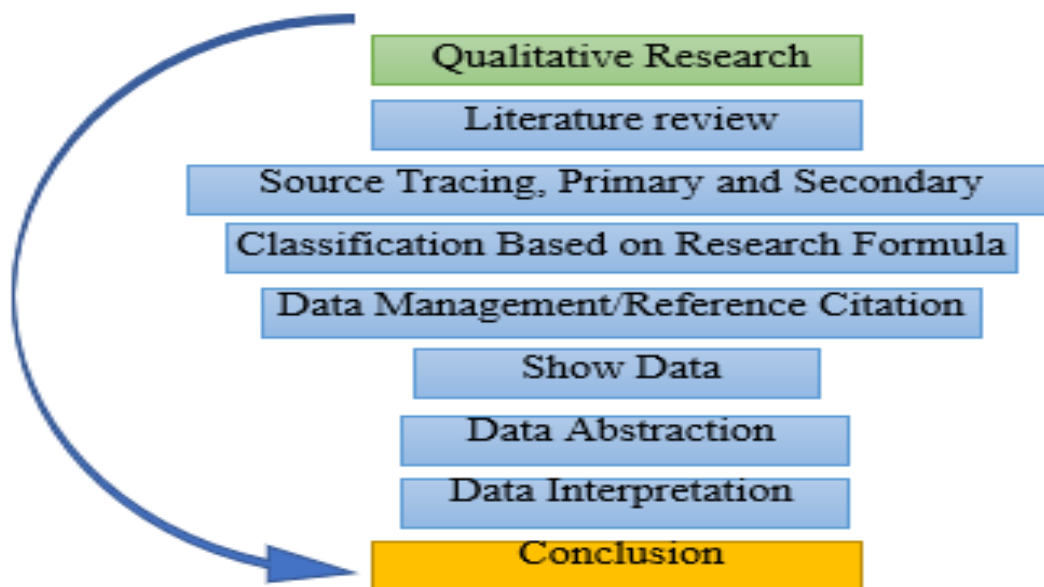 Qualitative Research
Literature review
Source Tracing, Primary and Secondary
Classification Based on Research Formula
Data Management/Reference Citation
Show Data
Data Abstraction
Data Interpretation
Conclusion